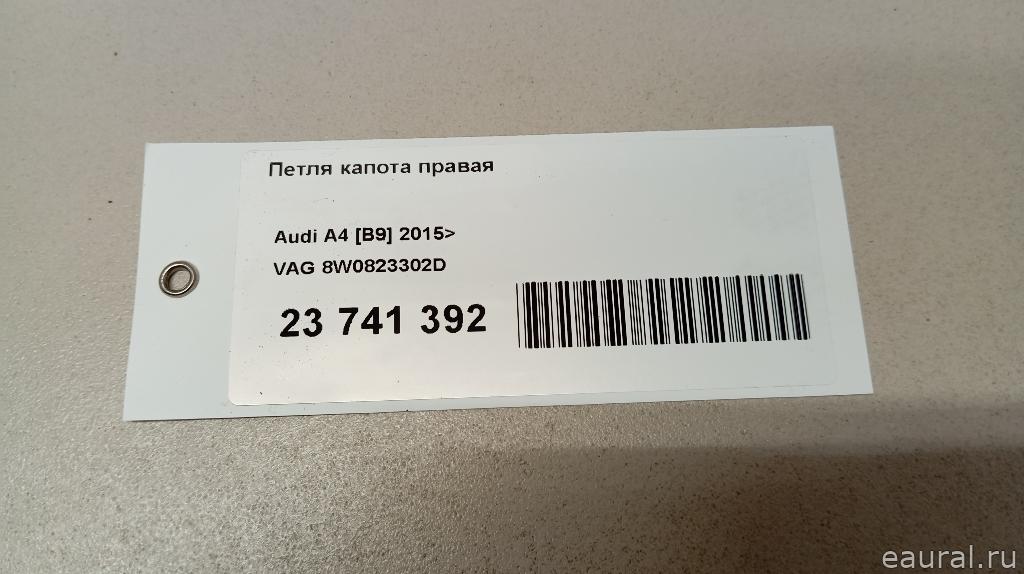 Петля капота правая
Audi A4 [B9] 2015>
VAG 8W0823302D
23 741 392
eaural.ru